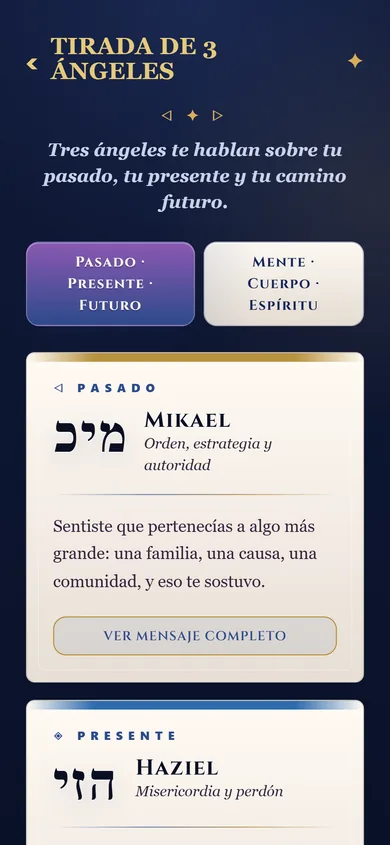 TIRADA DE 3
ÁNGELES
Tres ángeles te hablan sobre tu
pasado, tu presente y tu camino
futuro.
PASADO ·
PRESENTE ·
FUTURO
MENTE ·
CUERPO ·
ESPÍRITU
PASADO
מיכ
MIKAEL
Orden, estrategia y
autoridad
Sentiste que pertenecías a algo más
grande: una familia, una causa, una
comunidad, y eso te sostuvo.
VER MENSAJE COMPLETO
PRESENTE
הזי
HAZIEL
Misericordia y perdón